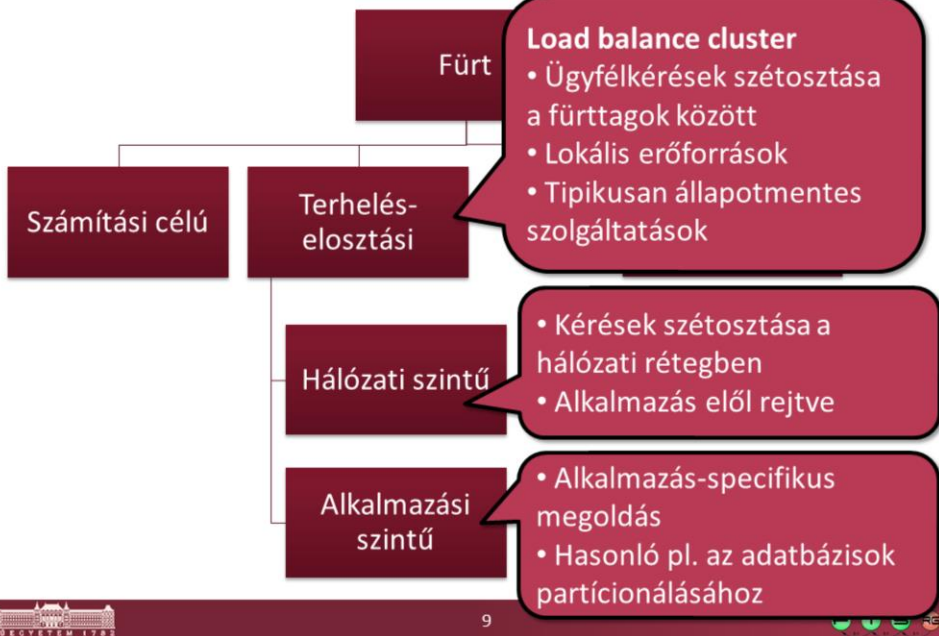 Fürt
Load balance cluster
• Ügyfélkérések szétosztása
a fürttagok között
• Lokális erőforrások
• Tipikusan állapotmentes
szolgáltatások
Számítási célú
Terhelés-
elosztási
Hálózati szintű
• Kérések szétosztása a
hálózati rétegben
• Alkalmazás elől rejtve
Alkalmazási
szintű
• Alkalmazás-specifikus
megoldás
• Hasonló pl. az adatbázisok
partícionálásához
9